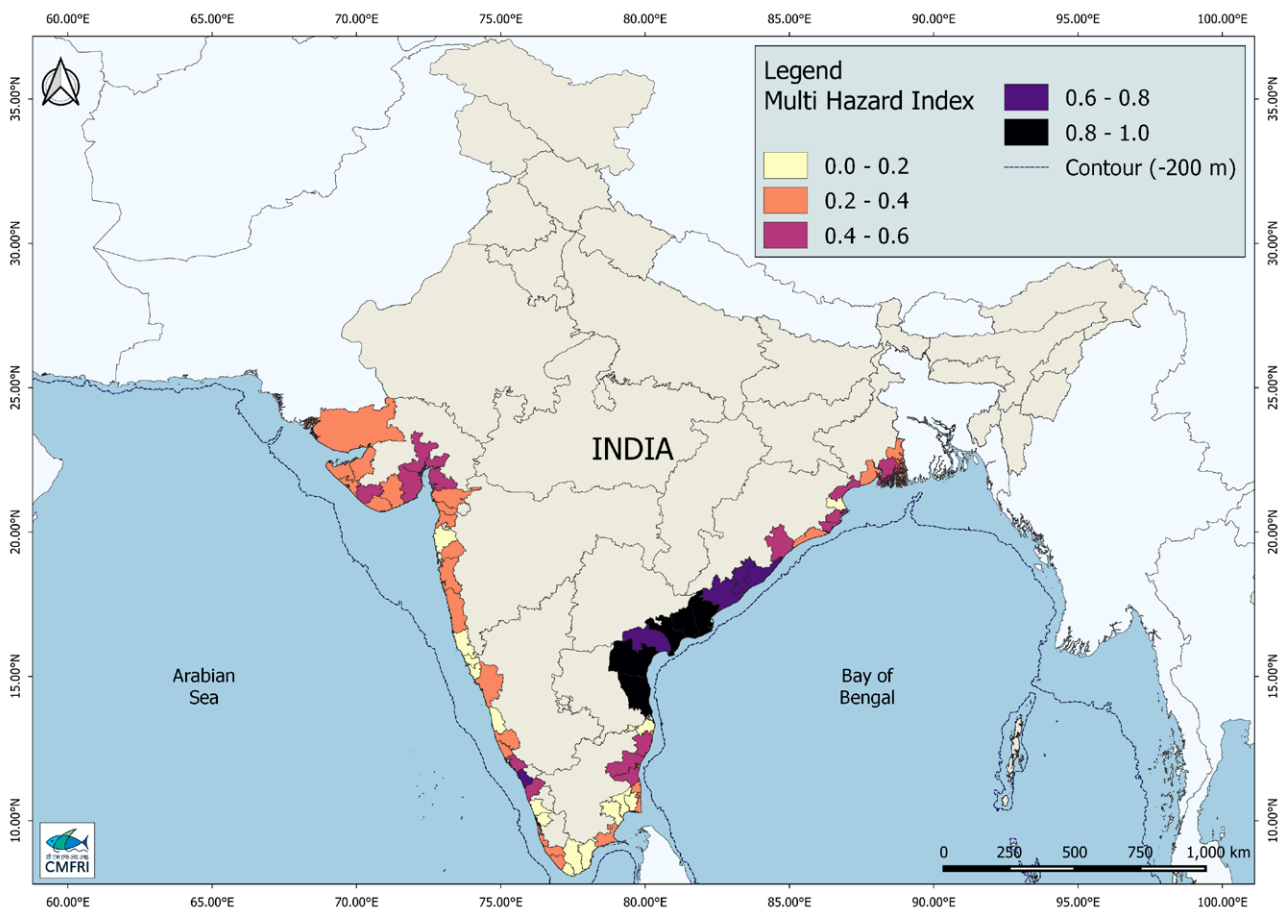 60.00°E 65.00°E 70.00°E 75.00°E 80.00°E 85.00°E 90.00°E 95.00°E 100.00°E
Legend
Multi Hazard Index
0.0 - 0.2
0.2 - 0.4
0.4 - 0.6
0.6 - 0.8
0.8 - 1.0
Contour (-200 m)
35.00°N 35.00°N
30.00°N 30.00°N
25.00°N 25.00°N
INDIA
20.00°N 20.00°N
15.00°N 15.00°N
Arabian
Sea
Bay of
Bengal
10.00°N 10.00°N
CMFRI
0 250 500 750 1,000 km
60.00°E 65.00°E 70.00°E 75.00°E 80.00°E 85.00°E 90.00°E 95.00°E 100.00°E